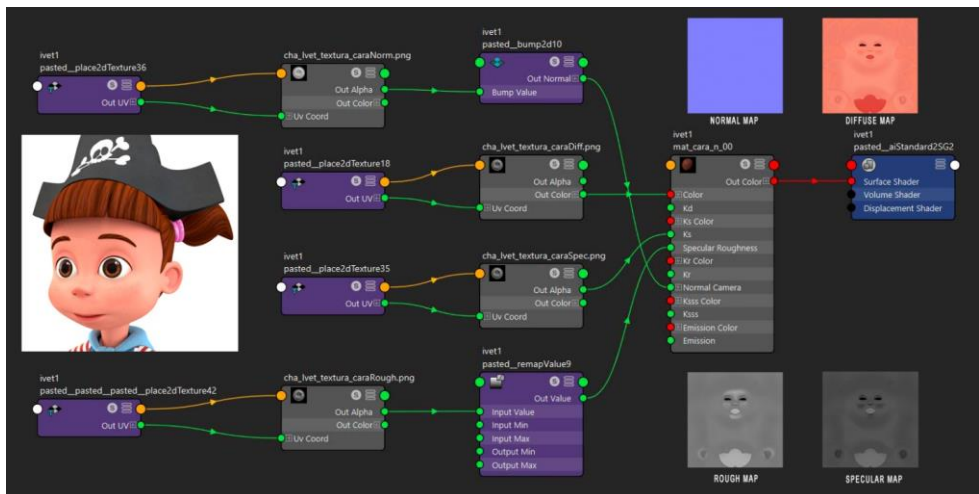 ivet1
pasted__place2dTexture36
Out UV
cha_Ivet_textura_caraNorm.png
Out Alpha
Out Color
Uv Coord
ivet1
pasted__bump2d10
Out Normal
Bump Value
NORMAL MAP
DIFFUSE MAP
ivet1
pasted__place2dTexture18
Out UV
cha_Ivet_textura_caraDiff.png
Out Alpha
Out Color
Uv Coord
ivet1
mat_cara_n_00
Out Color
Color
Kd
Ks Color
Ks
Specular Roughness
Kr Color
Kr
Normal Camera
Ksss Color
Ksss
Emission Color
Emission
ivet1
pasted__aiStandard2SG2
Surface Shader
Volume Shader
Displacement Shader
ivet1
pasted__place2dTexture35
Out UV
cha_Ivet_textura_caraSpec.png
Out Alpha
Out Color
Uv Coord
ivet1
pasted__pasted__pasted__place2dTexture42
Out UV
cha_Ivet_textura_caraRough.png
Out Alpha
Out Color
Uv Coord
ivet1
pasted__remapValue9
Out Value
Input Value
Input Min
Input Max
Output Min
Output Max
ROUGH MAP
SPECULAR MAP